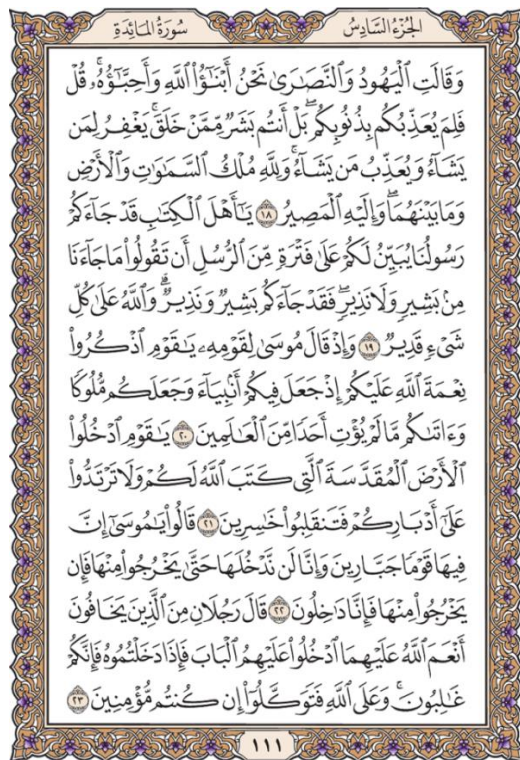 الجزء السادس سورة المائدة
وَقَالَتِ ٱلْيَهُودُ وَٱلنَّصَٰرَىٰ نَحْنُ أَبْنَٰٓؤُا۟ ٱللَّهِ وَأَحِبَّٰٓؤُهُۥ ۚ قُلْ
فَلِمَ يُعَذِّبُكُم بِذُنُوبِكُم ۖ بَلْ أَنتُم بَشَرٌ مِّمَّنْ خَلَقَ ۚ يَغْفِرُ لِمَن
يَشَآءُ وَيُعَذِّبُ مَن يَشَآءُ ۚ وَلِلَّهِ مُلْكُ ٱلسَّمَٰوَٰتِ وَٱلْأَرْضِ
وَمَا بَيْنَهُمَا ۖ وَإِلَيْهِ ٱلْمَصِيرُ ١٨ يَٰٓأَهْلَ ٱلْكِتَٰبِ قَدْ جَآءَكُمْ
رَسُولُنَا يُبَيِّنُ لَكُمْ عَلَىٰ فَتْرَةٍ مِّنَ ٱلرُّسُلِ أَن تَقُولُوا۟ مَا جَآءَنَا
مِنۢ بَشِيرٍ وَلَا نَذِيرٍ ۖ فَقَدْ جَآءَكُم بَشِيرٌ وَنَذِيرٌ ۗ وَٱللَّهُ عَلَىٰ كُلِّ
شَىْءٍ قَدِيرٌ ١٩ وَإِذْ قَالَ مُوسَىٰ لِقَوْمِهِۦ يَٰقَوْمِ ٱذْكُرُوا۟
نِعْمَةَ ٱللَّهِ عَلَيْكُمْ إِذْ جَعَلَ فِيكُمْ أَنۢبِيَآءَ وَجَعَلَكُم مُّلُوكًا
وَءَاتَىٰكُم مَّا لَمْ يُؤْتِ أَحَدًا مِّنَ ٱلْعَٰلَمِينَ ٢٠ يَٰقَوْمِ ٱدْخُلُوا۟
ٱلْأَرْضَ ٱلْمُقَدَّسَةَ ٱلَّتِى كَتَبَ ٱللَّهُ لَكُمْ وَلَا تَرْتَدُّوا۟
عَلَىٰٓ أَدْبَارِكُمْ فَتَنقَلِبُوا۟ خَٰسِرِينَ ٢١ قَالُوا۟ يَٰمُوسَىٰٓ إِنَّ
فِيهَا قَوْمًا جَبَّارِينَ وَإِنَّا لَن نَّدْخُلَهَا حَتَّىٰ يَخْرُجُوا۟ مِنْهَا فَإِن
يَخْرُجُوا۟ مِنْهَا فَإِنَّا دَٰخِلُونَ ٢٢ قَالَ رَجُلَانِ مِنَ ٱلَّذِينَ يَخَافُونَ
أَنْعَمَ ٱللَّهُ عَلَيْهِمَا ٱدْخُلُوا۟ عَلَيْهِمُ ٱلْبَابَ فَإِذَا دَخَلْتُمُوهُ فَإِنَّكُمْ
غَٰلِبُونَ ۚ وَعَلَى ٱللَّهِ فَتَوَكَّلُوٓا۟ إِن كُنتُم مُّؤْمِنِينَ ٢٣
١١١